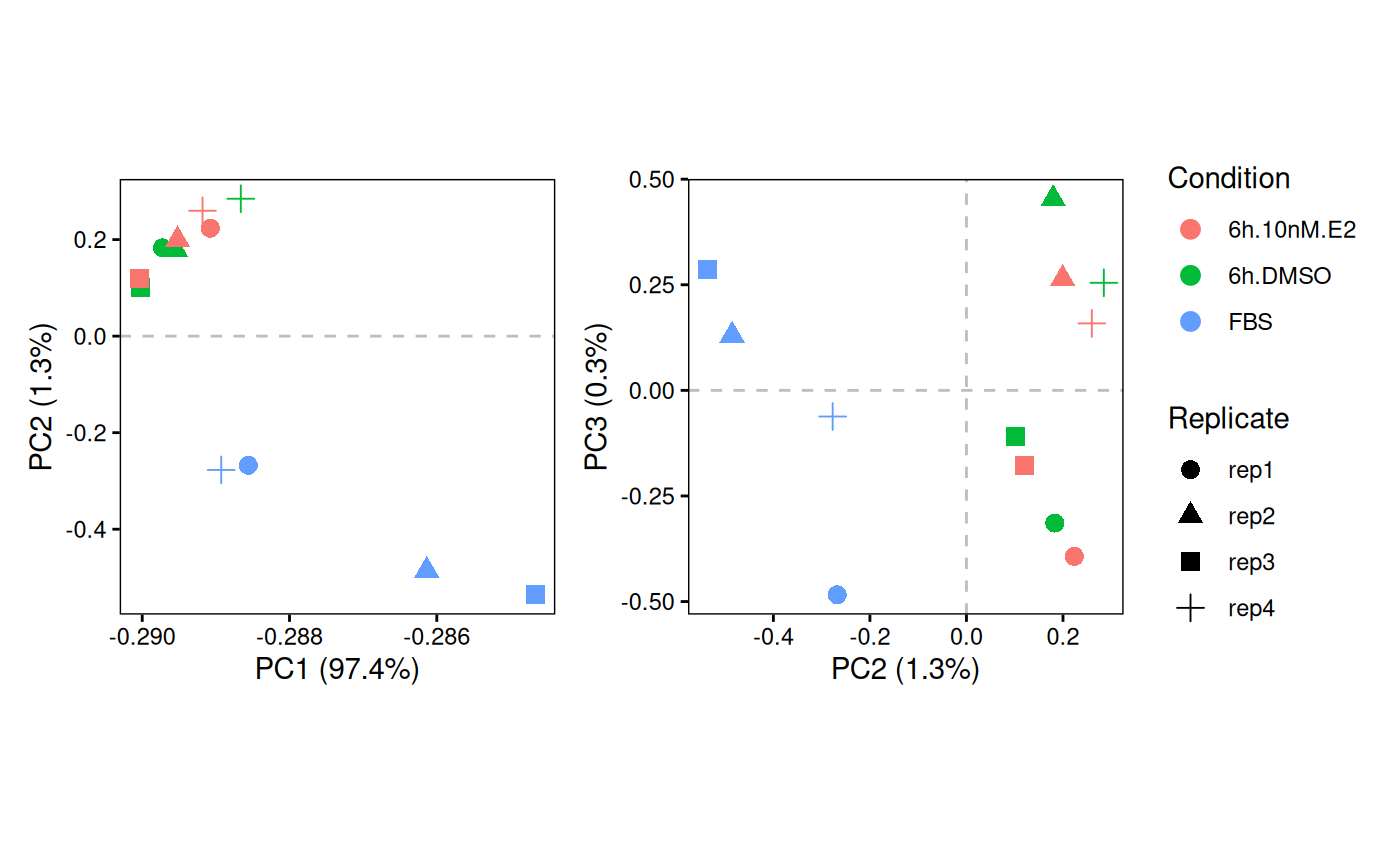 0.2
0.0
-0.2
-0.4
PC2 (1.3%)
-0.290
-0.288
-0.286
PC1 (97.4%)
0.50
0.25
0.00
-0.25
-0.50
PC3 (0.3%)
-0.4
-0.2
0.0
0.2
PC2 (1.3%)
Condition
6h.10nM.E2
6h.DMSO
FBS
Replicate
rep1
rep2
rep3
rep4